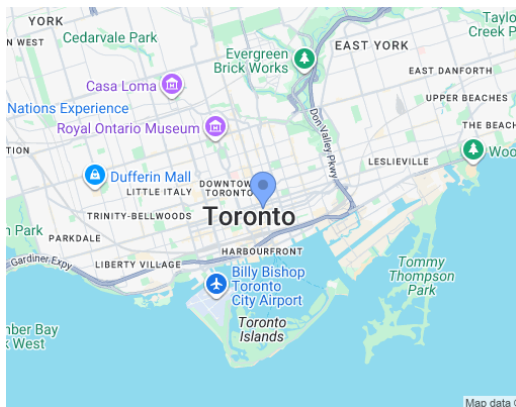 YORK
Cedarvale Park
EAST YORK
Taylo
Creek P
N WEST
Evergreen
Brick Works
EAST DANFORTH
Casa Loma
UPPER BEACHES
Nations Experience
Don Valley Pkwy
Royal Ontario Museum
THE BEACH
TION
Woo
LESLIEVILLE
Dufferin Mall
DOWNTOWN
TORONTO
LITTLE ITALY
Toronto
TRINITY-BELLWOODS
n Park
PARKDALE
HARBOURFRONT
Gardiner Expy
LIBERTY VILLAGE
Tommy
Thompson
Park
Billy Bishop
Toronto
City Airport
Toronto
Islands
mber Bay
k West
Map data ©